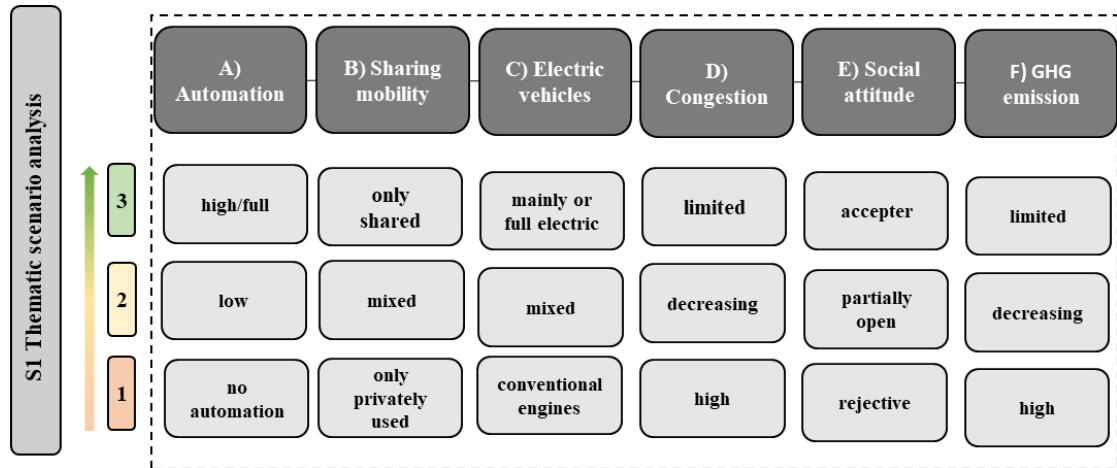 S1 Thematic scenario analysis
A)
Automation
B) Sharing
mobility
C) Electric
vehicles
D)
Congestion
E) Social
attitude
F) GHG
emission
3
high/full
only
shared
mainly or
full electric
limited
accepter
limited
2
low
mixed
mixed
decreasing
partially
open
decreasing
1
no
automation
only
privately
used
conventional
engines
high
rejective
high